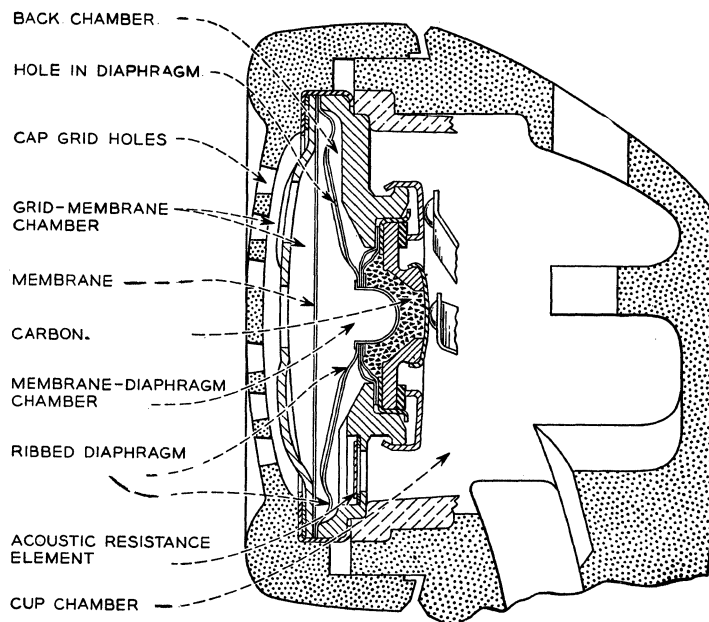 BACK CHAMBER
HOLE IN DIAPHRAGM
CAP GRID HOLES
GRID-MEMBRANE
CHAMBER
MEMBRANE
CARBON.
MEMBRANE-DIAPHRAGM
CHAMBER
RIBBED DIAPHRAGM
ACOUSTIC RESISTANCE
ELEMENT
CUP CHAMBER